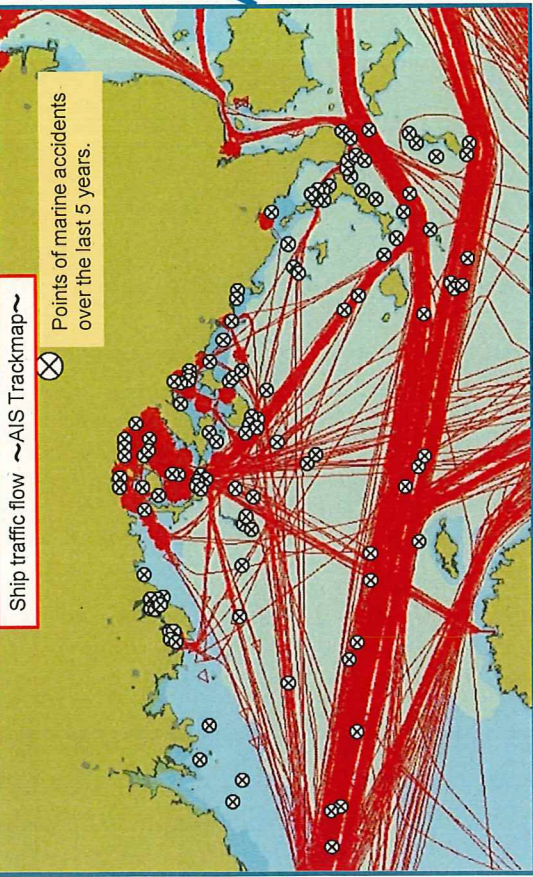 Ship traffic flow ~AIS Trackmap~
Points of marine accidents
over the last 5 years.